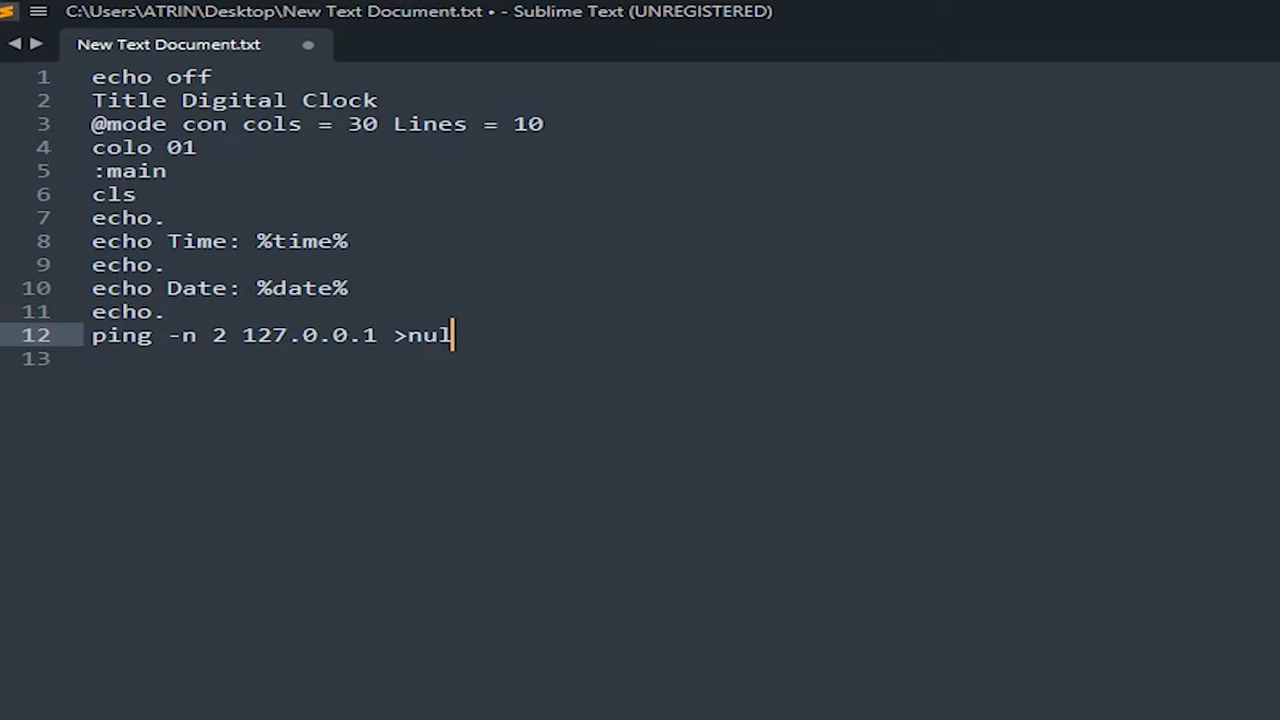 C:\Users\ATRIN\Desktop\New Text Document.txt • - Sublime Text (UNREGISTERED)
New Text Document.txt
1 echo off
2 Title Digital Clock
3 @mode con cols = 30 Lines = 10
4 colo 01
5 :main
6 cls
7 echo.
8 echo Time: %time%
9 echo.
10 echo Date: %date%
11 echo.
12 ping -n 2 127.0.0.1 >nul
13